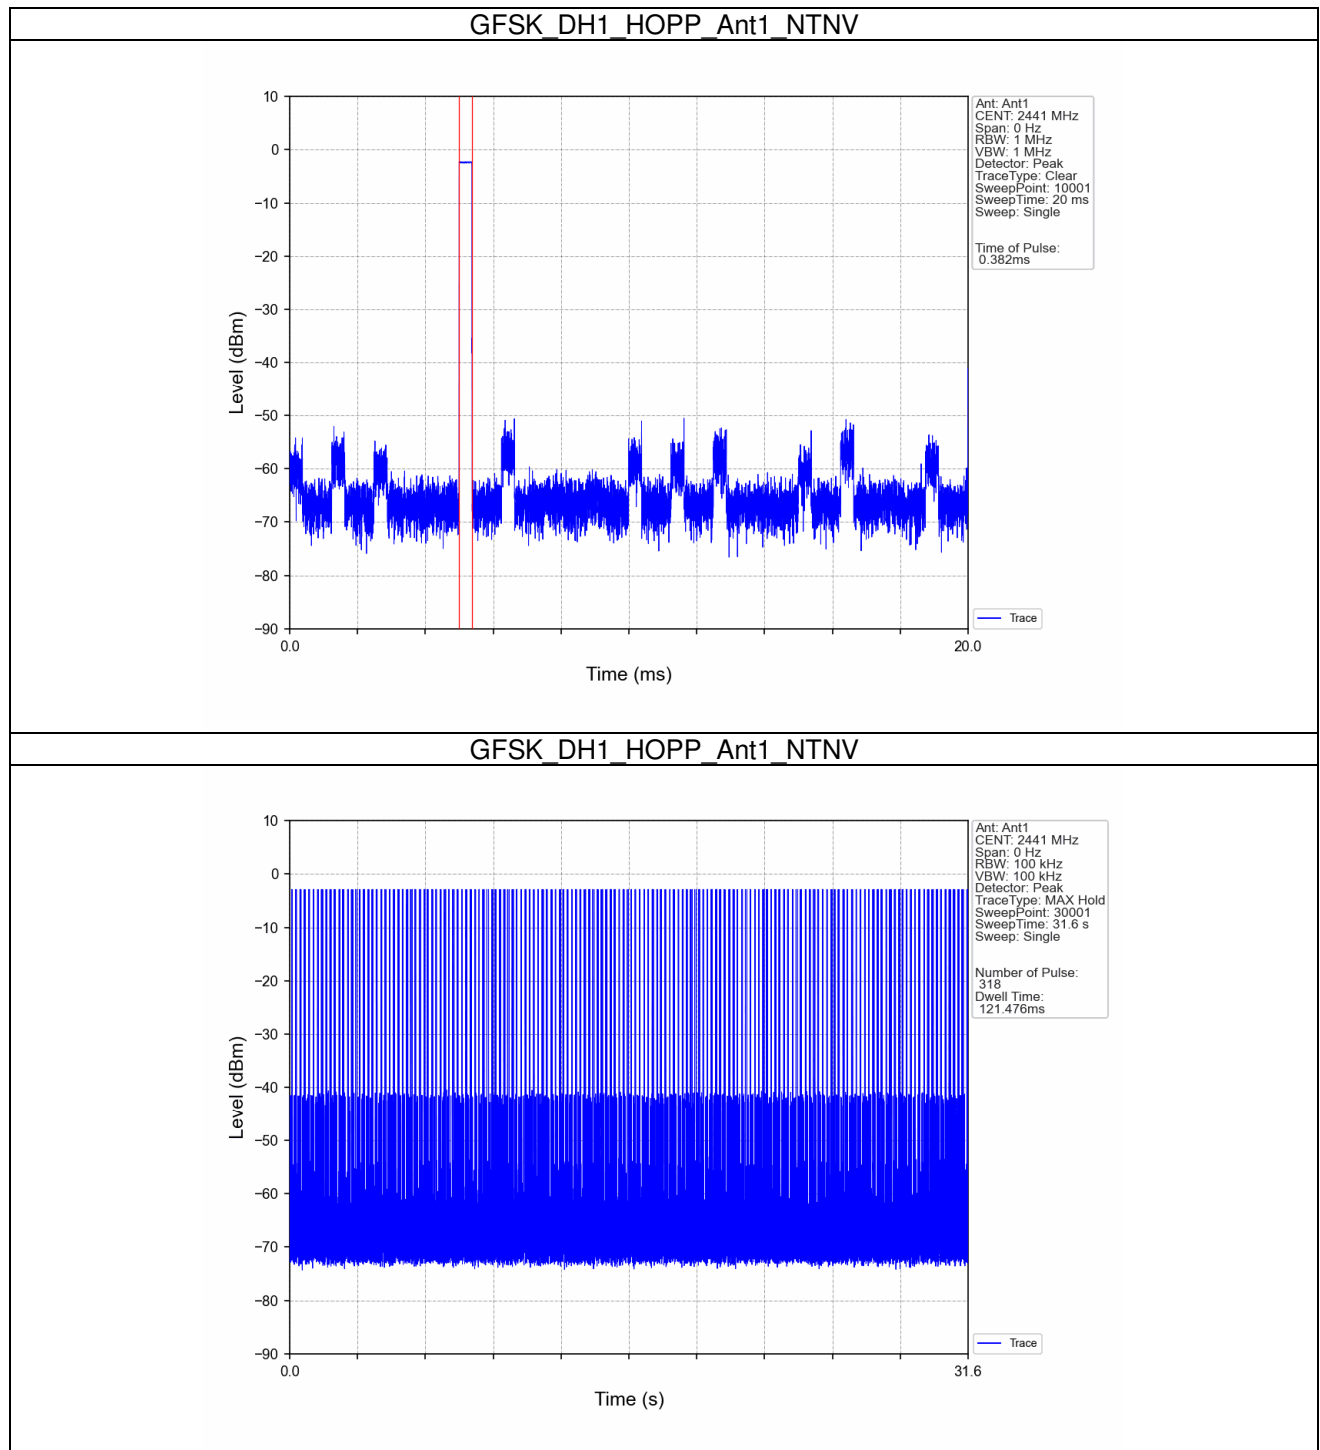 GFSK_DH1_HOPP_Ant1_NTNV
10
0
−10
−20
−30
−40
−50
−60
−70
−80
−90
Level (dBm)
0.0
20.0
Time (ms)
Ant: Ant1
CENT: 2441 MHz
Span: 0 Hz
RBW: 1 MHz
VBW: 1 MHz
Detector: Peak
TraceType: Clear
SweepPoint: 10001
SweepTime: 20 ms
Sweep: Single
Time of Pulse:
0.382ms
Trace
GFSK_DH1_HOPP_Ant1_NTNV
10
0
−10
−20
−30
−40
−50
−60
−70
−80
−90
Level (dBm)
0.0
31.6
Time (s)
Ant: Ant1
CENT: 2441 MHz
Span: 0 Hz
RBW: 100 kHz
VBW: 100 kHz
Detector: Peak
TraceType: MAX Hold
SweepPoint: 30001
SweepTime: 31.6 s
Sweep: Single
Number of Pulse:
318
Dwell Time:
121.476ms
Trace